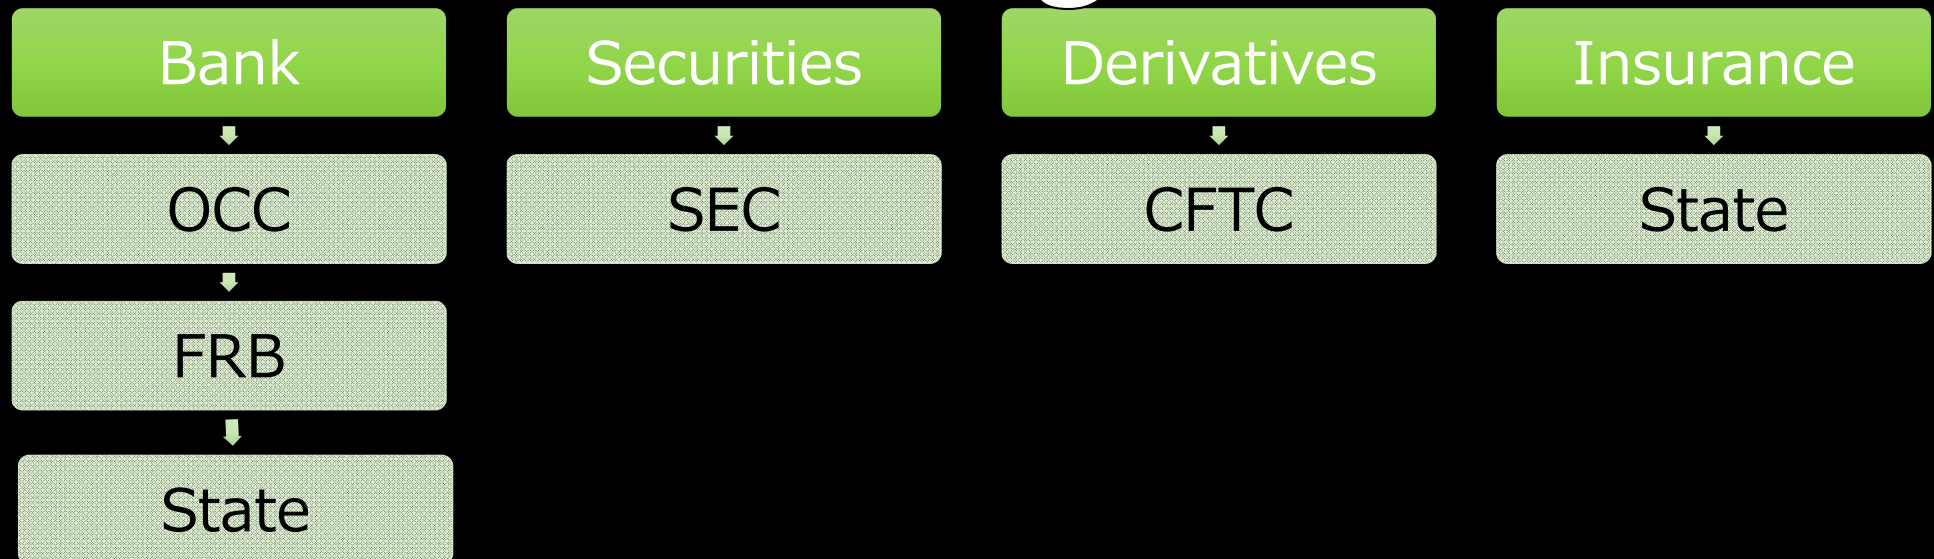 Bank
Securities
Derivatives
Insurance
OCC
SEC
CFTC
State
FRB
State